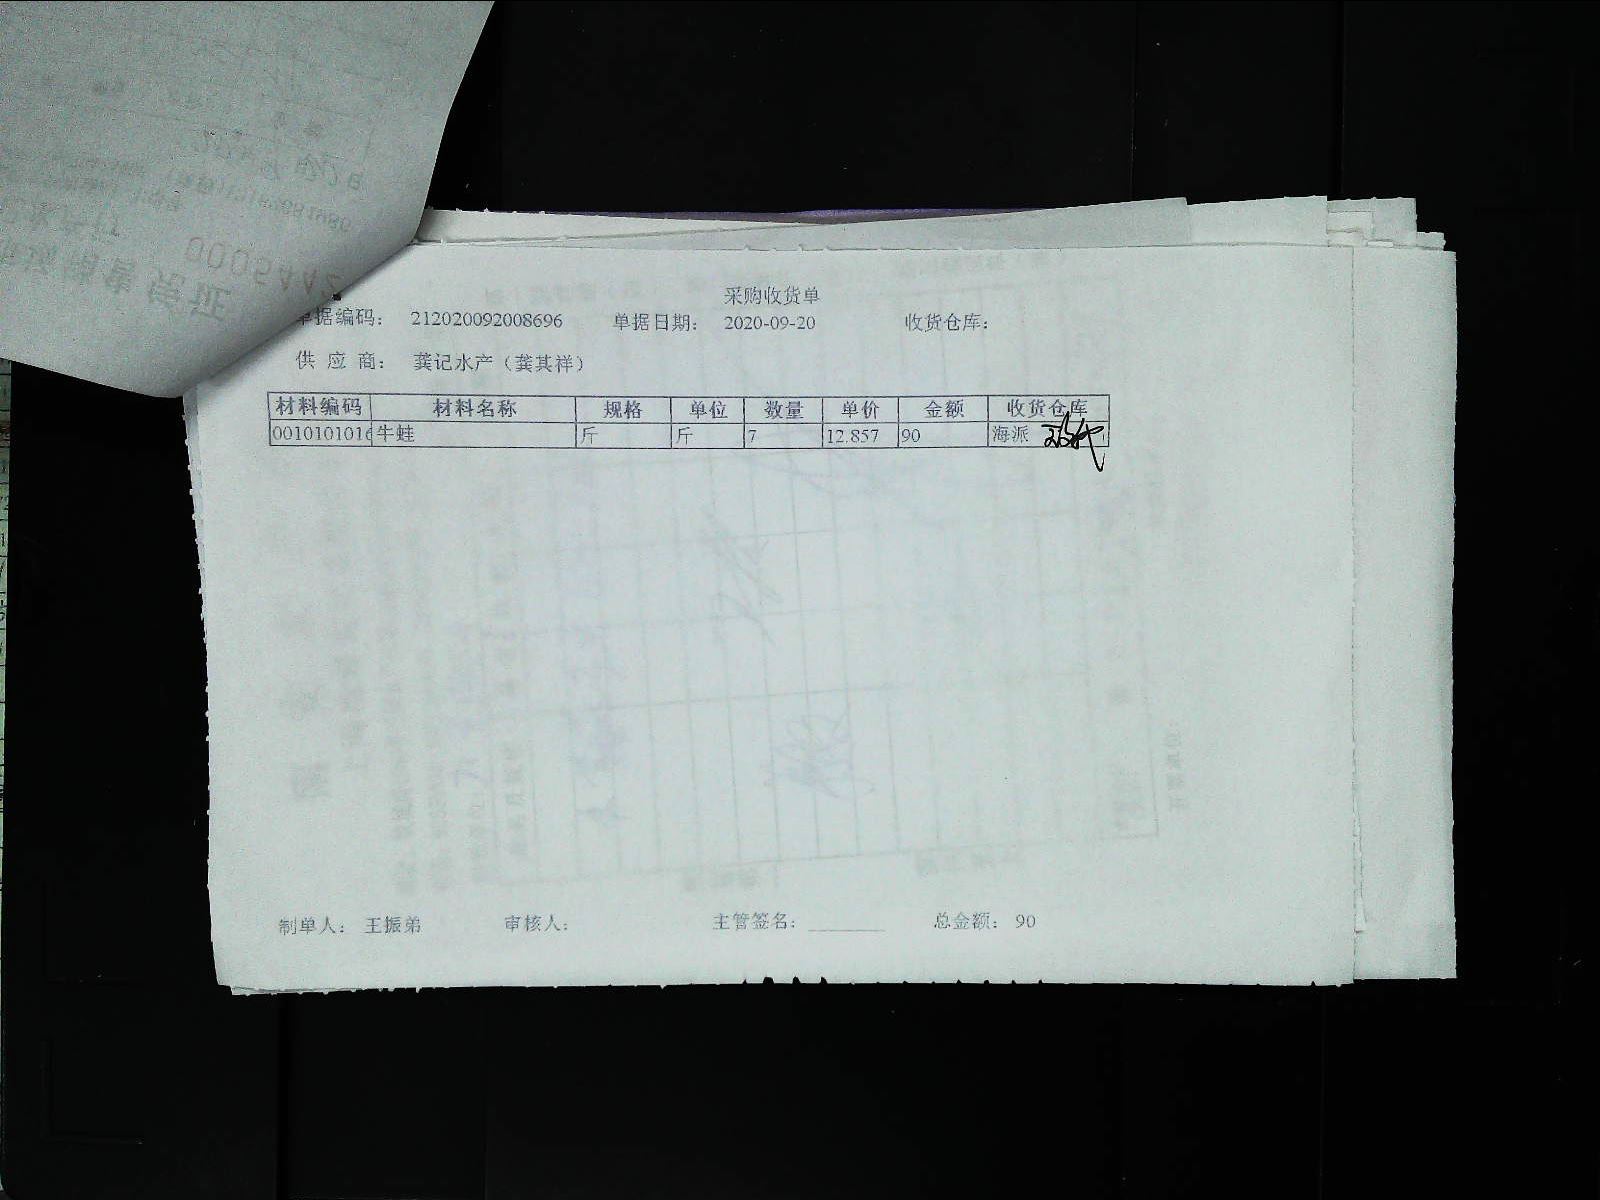 采购收货单
单据编码： 212020092008696 单据日期： 2020-09-20 收货仓库：
供 应 商： 龚记水产（龚其祥）
材料编码 材料名称 规格 单位 数量 单价 金额 收货仓库
0010101016 牛蛙 斤 斤 7 12.857 90 海派
制单人： 王振弟 审核人： 主管签名： ________ 总金额： 90